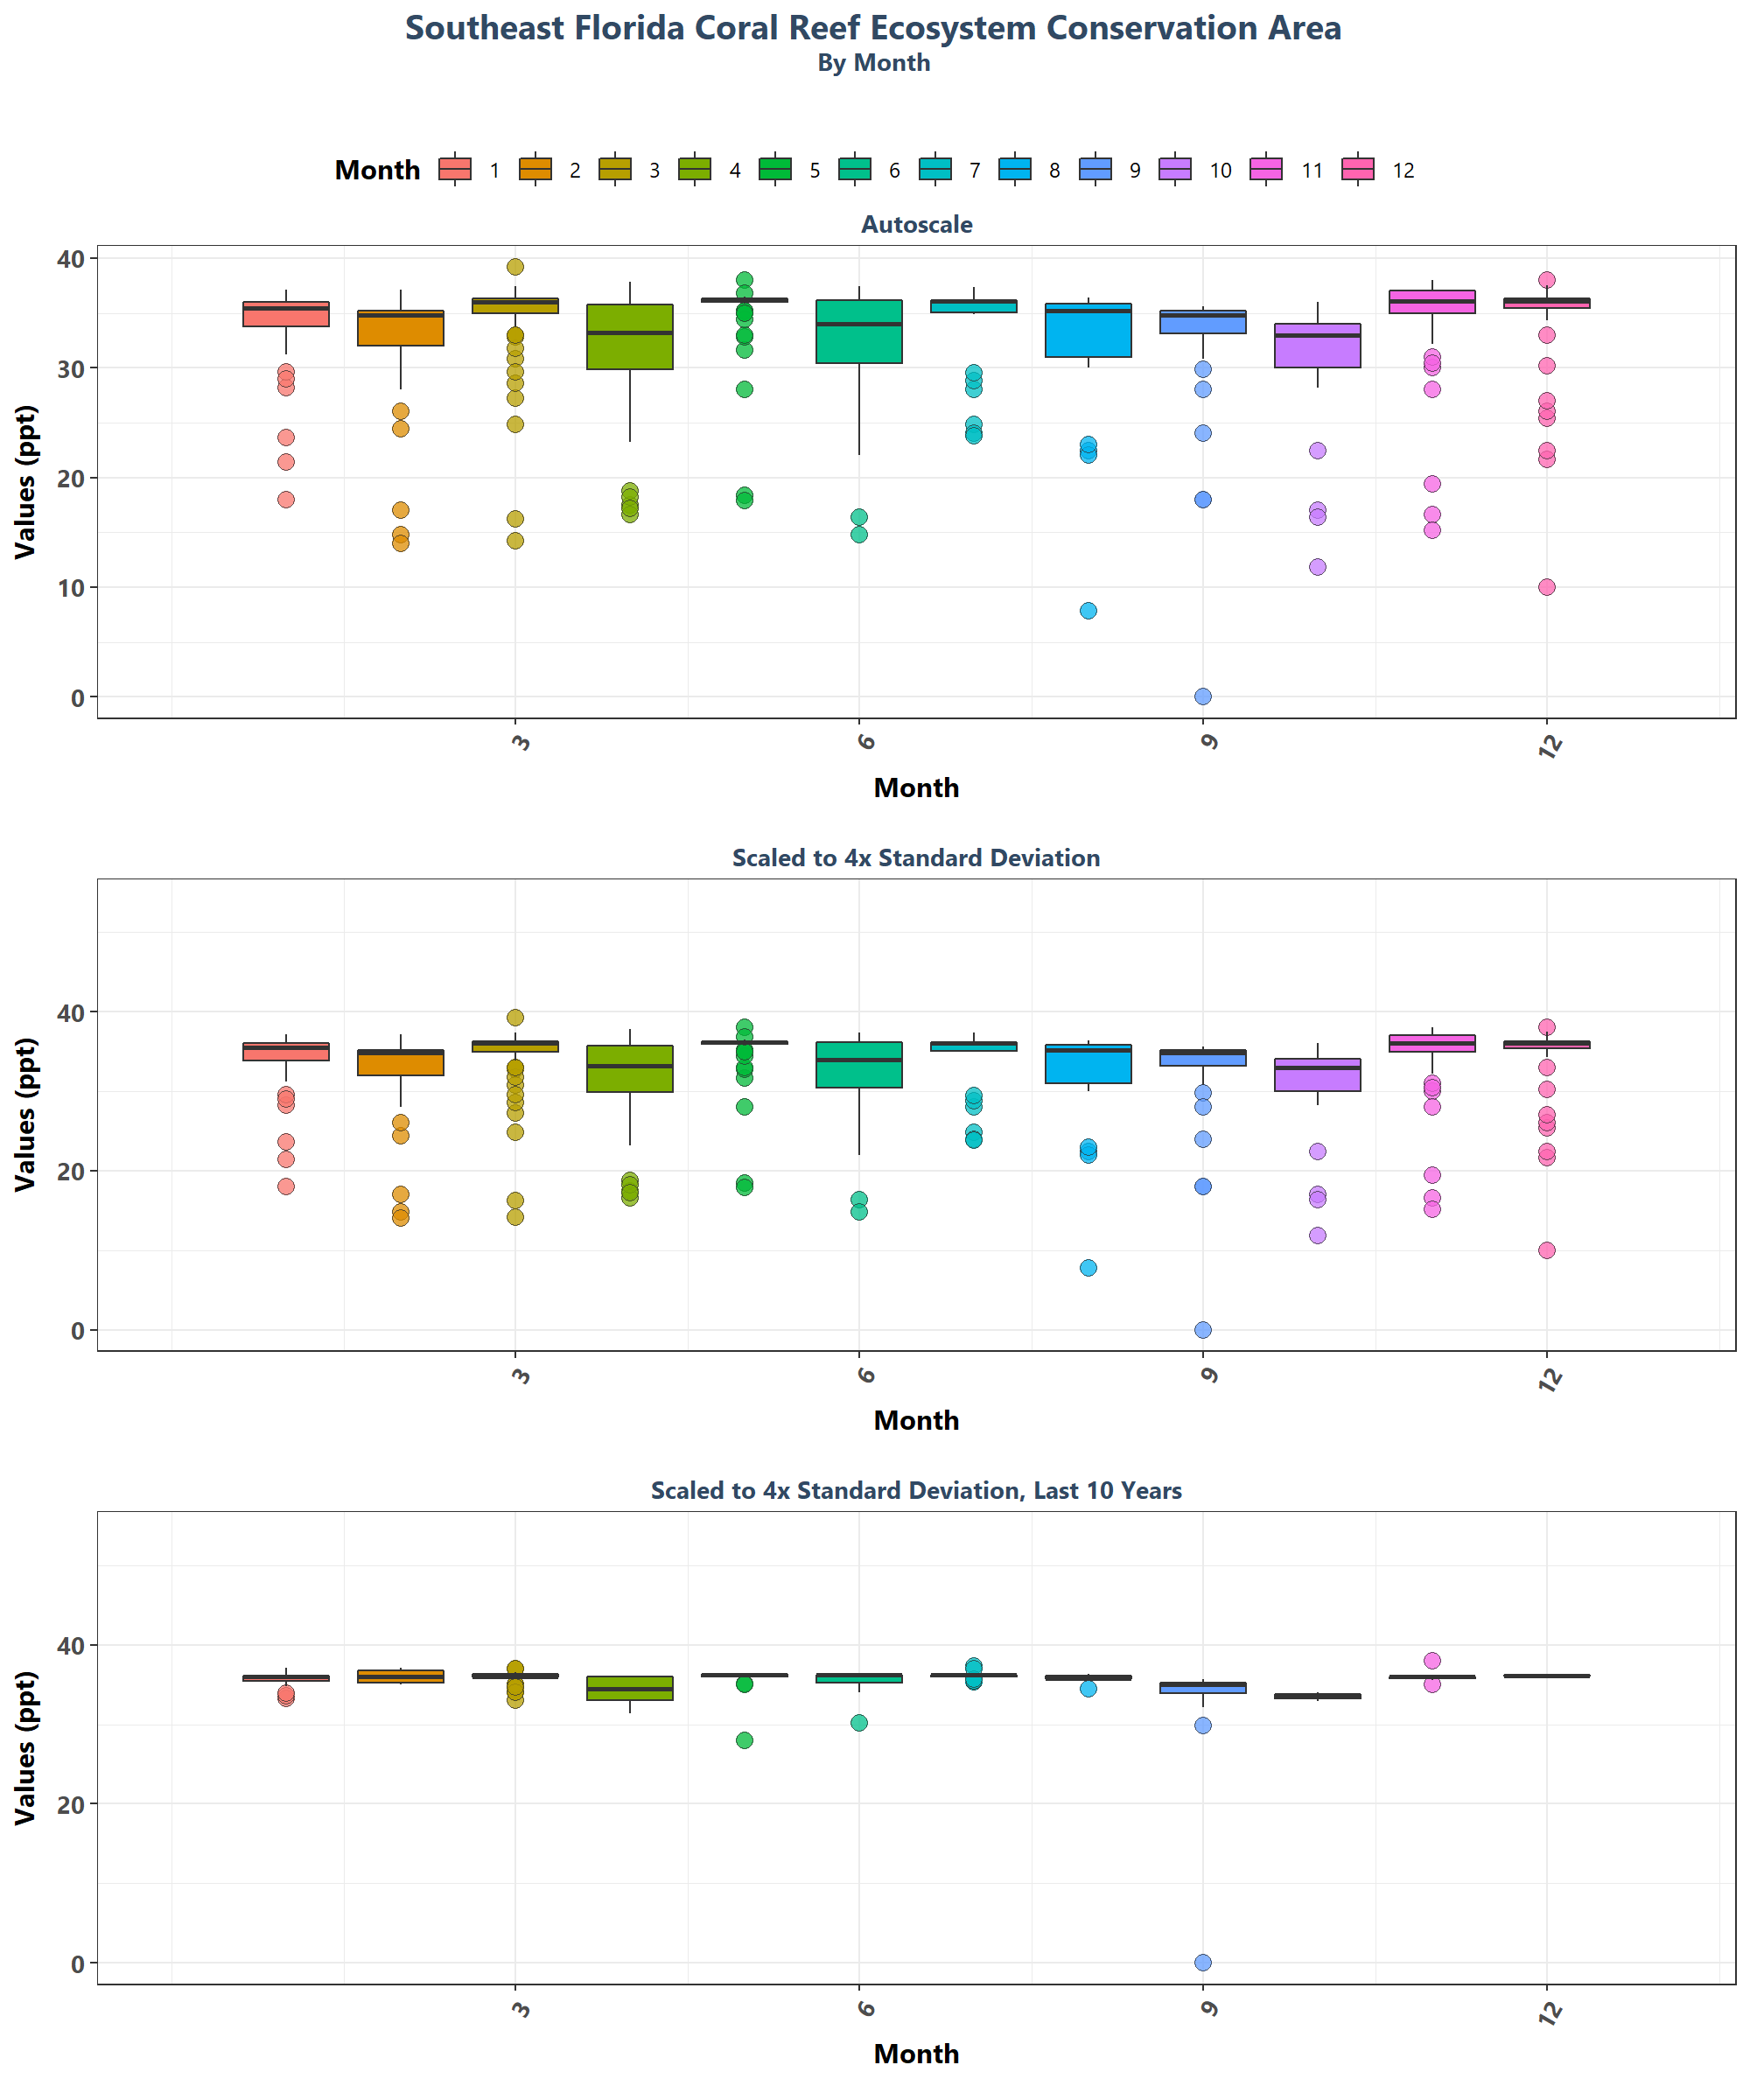 Southeast Florida Coral Reef Ecosystem Conservation Area
By Month
Month 1 2 3 4 5 6 7 8 9 10 11 12
Autoscale
Values (ppt)
40
30
20
10
0
3 6 9 12
Month
Scaled to 4x Standard Deviation
Values (ppt)
40
20
0
3 6 9 12
Month
Scaled to 4x Standard Deviation, Last 10 Years
Values (ppt)
40
20
0
3 6 9 12
Month